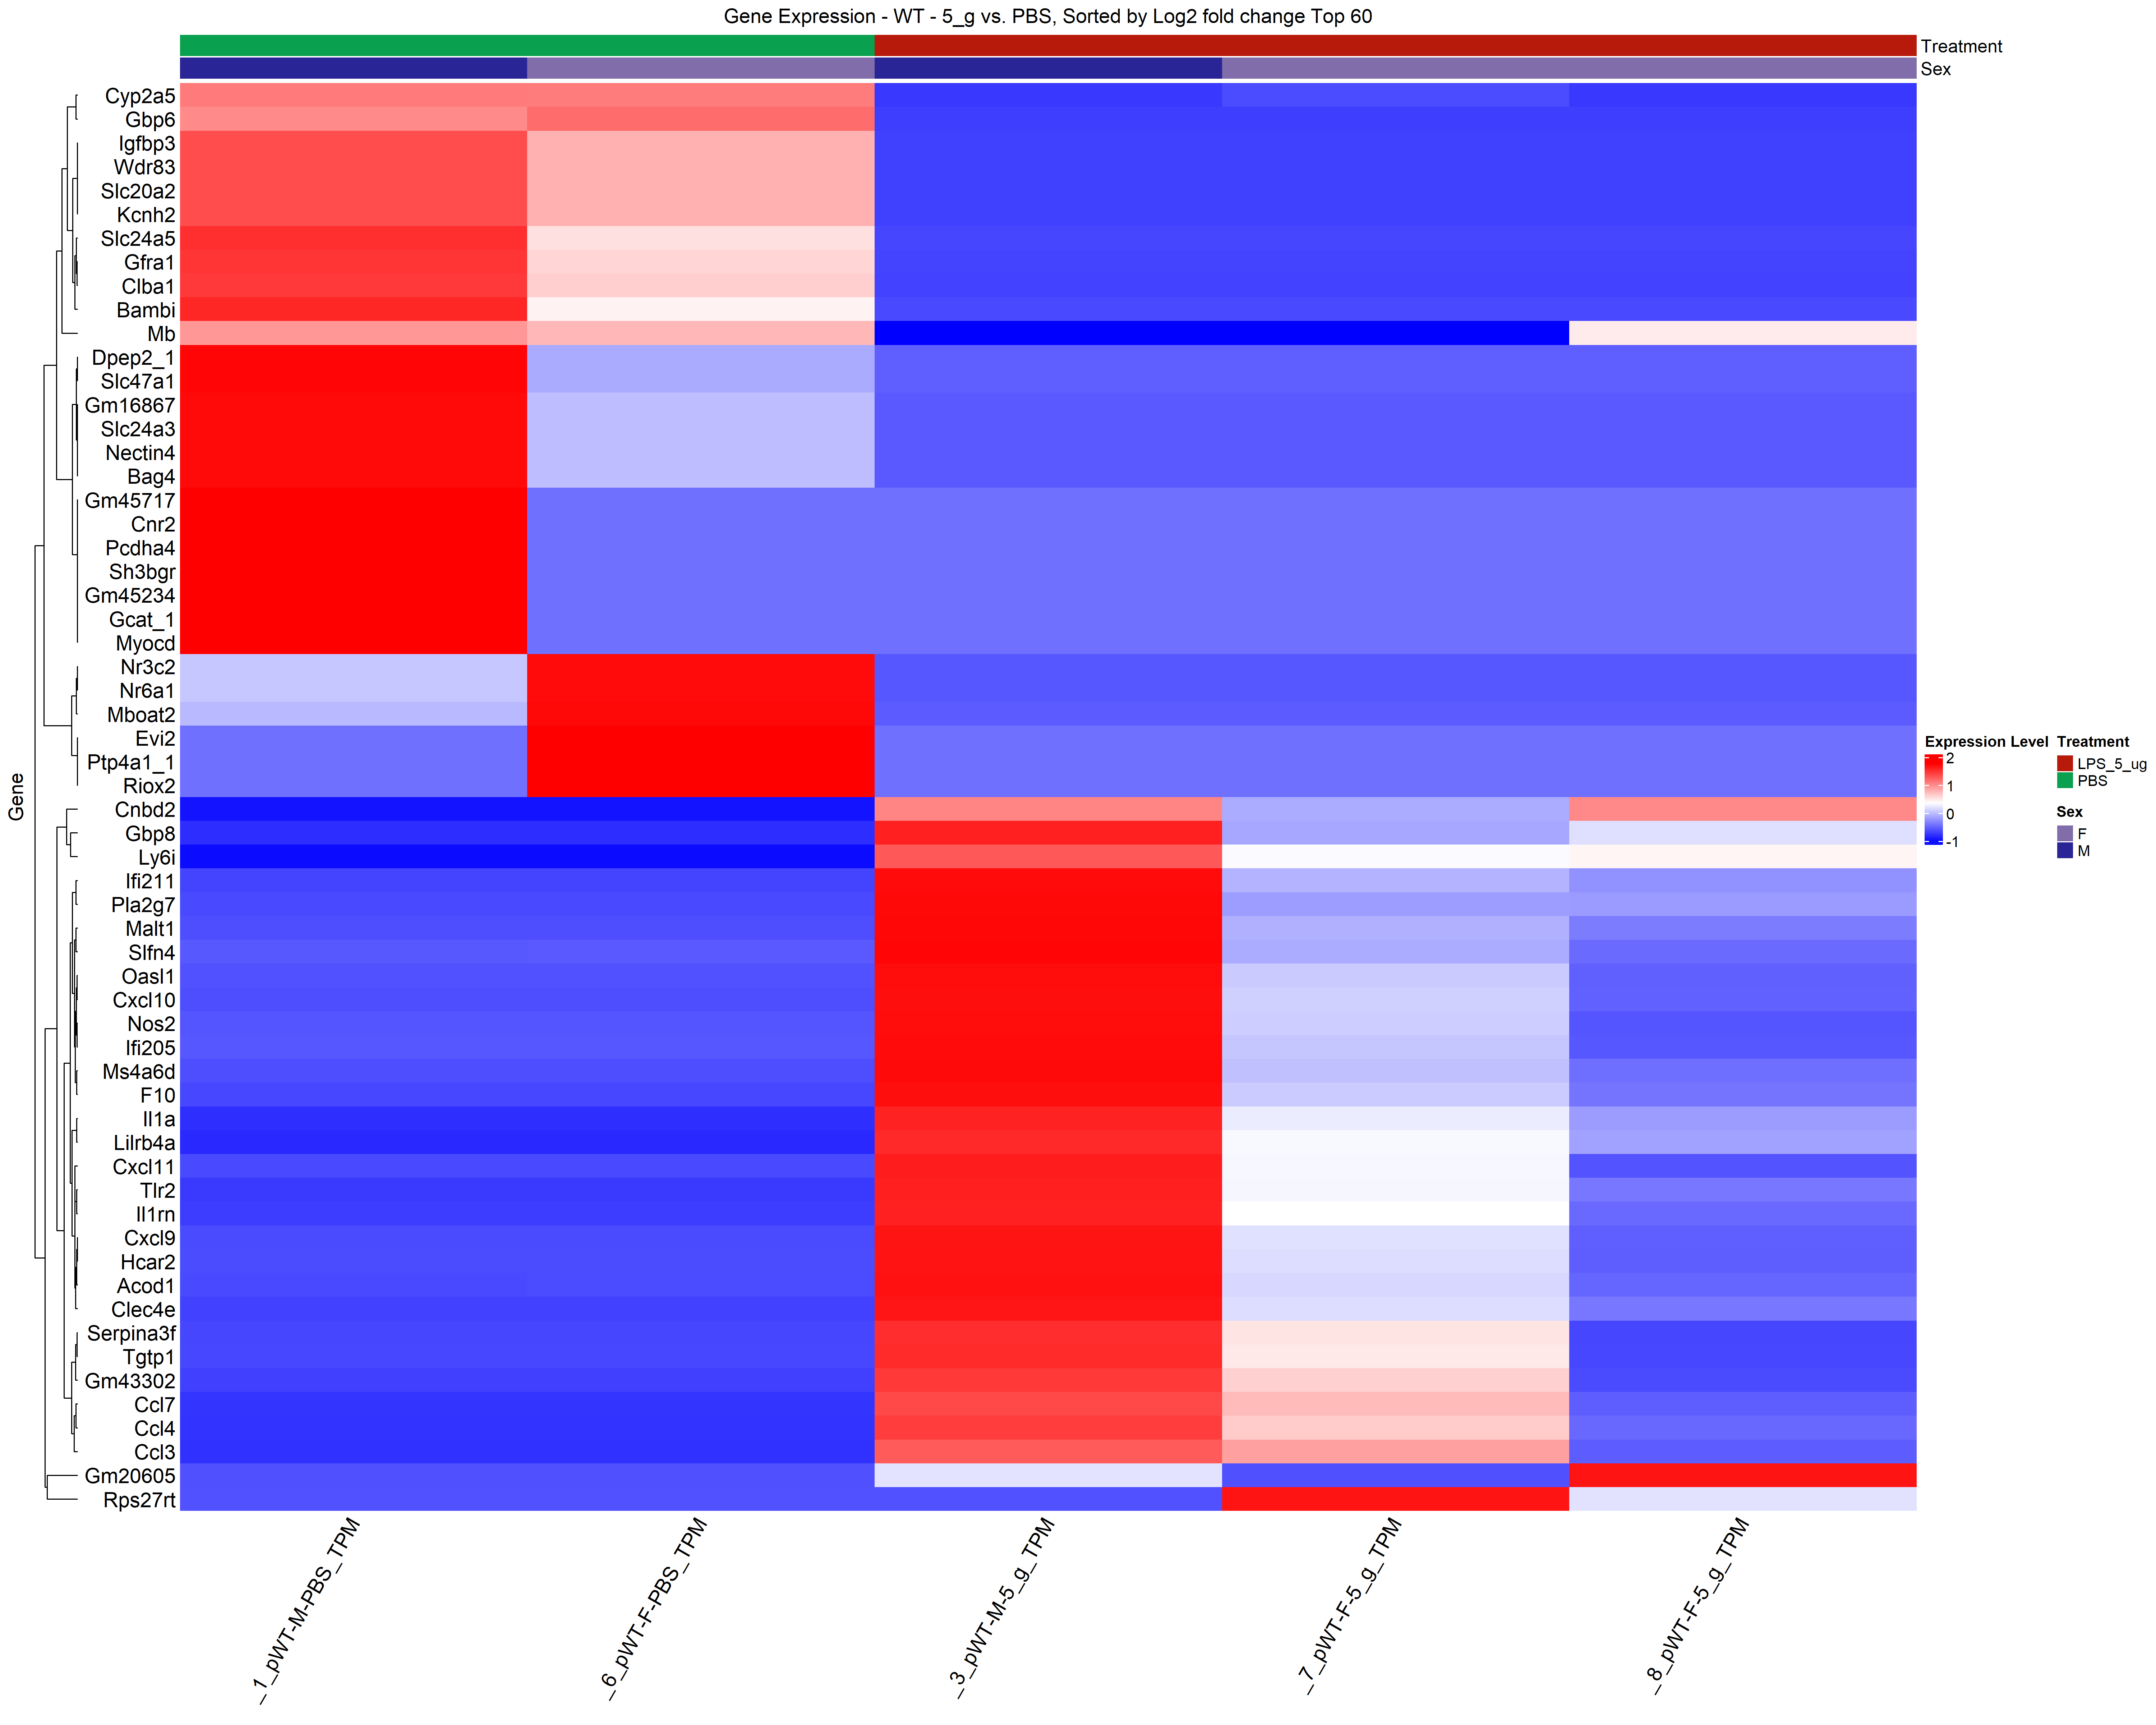 Gene Expression - WT - 5_g vs. PBS, Sorted by Log2 fold change Top 60
Treatment
Sex
Cyp2a5
Gbp6
Igfbp3
Wdr83
Slc20a2
Kcnh2
Slc24a5
Gfra1
Clba1
Bambi
Mb
Dpep2_1
Slc47a1
Gm16867
Slc24a3
Nectin4
Bag4
Gm45717
Cnr2
Pcdha4
Sh3bgr
Gm45234
Gcat_1
Myocd
Nr3c2
Nr6a1
Mboat2
Evi2
Ptp4a1_1
Riox2
Cnbd2
Gbp8
Ly6i
Ifi211
Pla2g7
Malt1
Slfn4
Oasl1
Cxcl10
Nos2
Ifi205
Ms4a6d
F10
Il1a
Lilrb4a
Cxcl11
Tlr2
Il1rn
Cxcl9
Hcar2
Acod1
Clec4e
Serpina3f
Tgtp1
Gm43302
Ccl7
Ccl4
Ccl3
Gm20605
Rps27rt
Gene
_1_pWT-M-PBS_TPM
_6_pWT-F-PBS_TPM
_3_pWT-M-5_g_TPM
_7_pWT-F-5_g_TPM
_8_pWT-F-5_g_TPM
Expression Level
2
1
0
-1
Treatment
LPS_5_ug
PBS
Sex
F
M